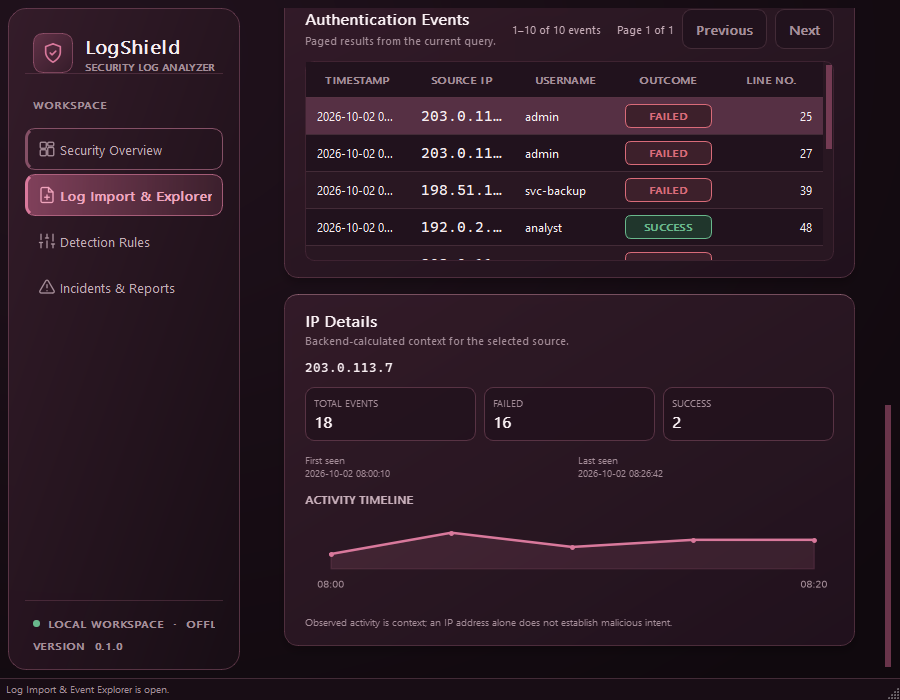 LogShield
SECURITY LOG ANALYZER
WORKSPACE
Security Overview
Log Import & Explorer
Detection Rules
Incidents & Reports
LOCAL WORKSPACE · OFFL
VERSION 0.1.0
Authentication Events
Paged results from the current query.
1–10 of 10 events Page 1 of 1 Previous Next
TIMESTAMP SOURCE IP USERNAME OUTCOME LINE NO.
2026-10-02 0... 203.0.11... admin FAILED 25
2026-10-02 0... 203.0.11... admin FAILED 27
2026-10-02 0... 198.51.1... svc-backup FAILED 39
2026-10-02 0... 192.0.2.... analyst SUCCESS 48
IP Details
Backend-calculated context for the selected source.
203.0.113.7
TOTAL EVENTS FAILED SUCCESS
18 16 2
First seen Last seen
2026-10-02 08:00:10 2026-10-02 08:26:42
ACTIVITY TIMELINE
08:00 08:20
Observed activity is context; an IP address alone does not establish malicious intent.
Log Import & Event Explorer is open.